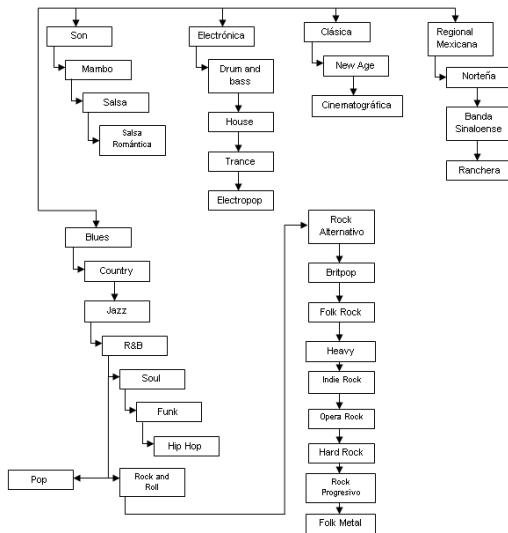 Son
Mambo
Salsa
Salsa
Romántica
Electrónica
Drum and
bass
House
Trance
Electropop
Clásica
New Age
Cinematográfica
Regional
Mexicana
Norteña
Banda
Sinaloense
Ranchera
Blues
Country
Jazz
R&B
Soul
Funk
Hip Hop
Pop
Rock and
Roll
Rock
Alternativo
Britpop
Folk Rock
Heavy
Indie Rock
Opera Rock
Hard Rock
Rock
Progresivo
Folk Metal